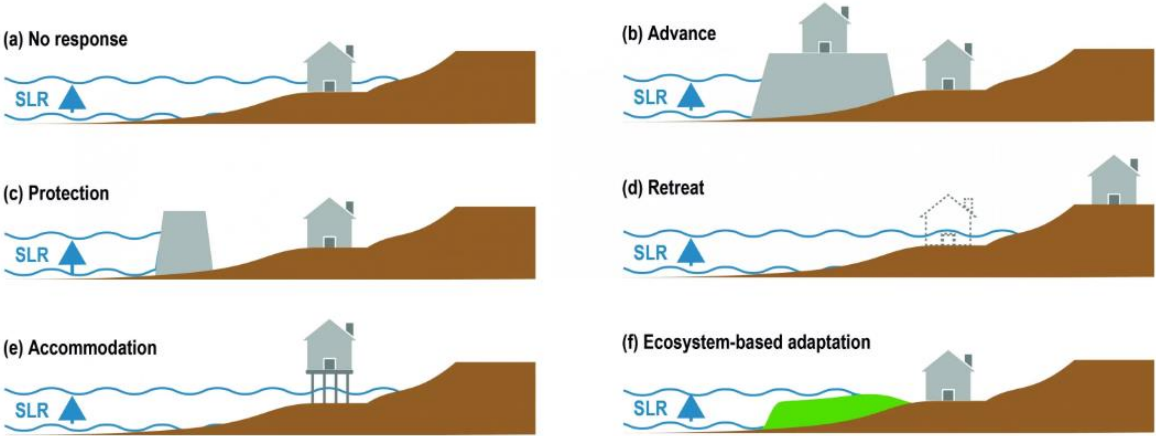 (a) No response
SLR
(b) Advance
SLR
(c) Protection
SLR
(d) Retreat
SLR
(e) Accommodation
SLR
(f) Ecosystem-based adaptation
SLR